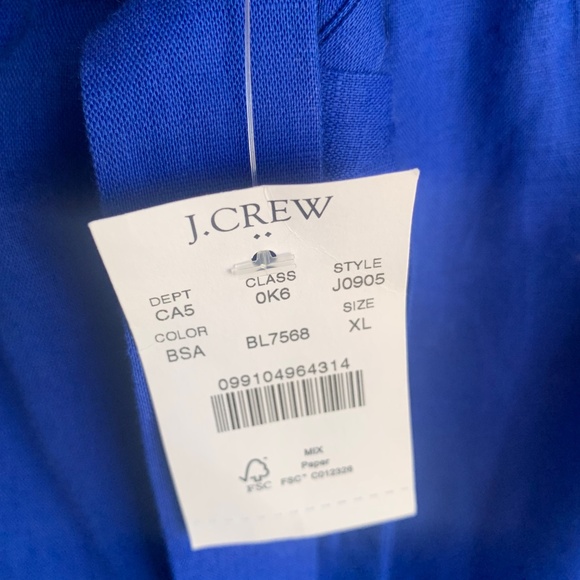 J.CREW
DEPT CLASS STYLE
CA5 0K6 J0905
COLOR SIZE
BSA BL7568 XL
099104964314
MIX
Paper
FSC
FSC® C012326